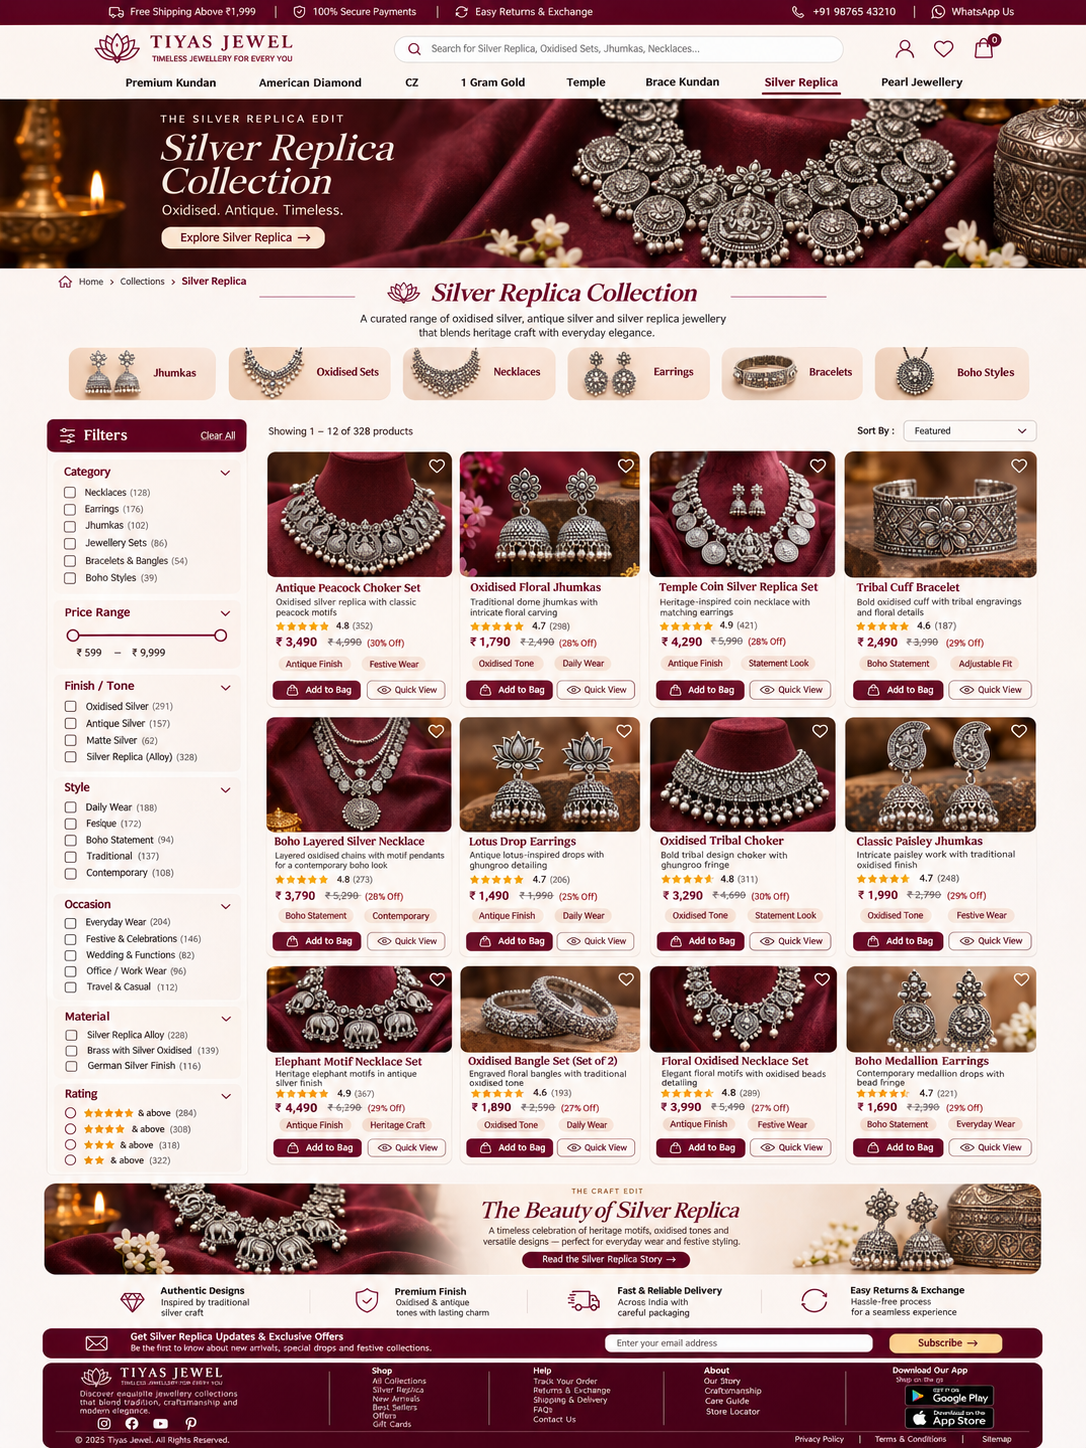 Free Shipping Above ₹1,999
100% Secure Payments
Easy Returns & Exchange
+91 98765 43210
WhatsApp Us
TIYAS JEWEL
TIMELESS JEWELLERY FOR EVERY YOU
Search for Silver Replica, Oxidised Sets, Jhumkas, Necklaces...
0
Premium Kundan
American Diamond
CZ
1 Gram Gold
Temple
Brace Kundan
Silver Replica
Pearl Jewellery
THE SILVER REPLICA EDIT
Silver Replica
Collection
Oxidised. Antique. Timeless.
Explore Silver Replica →
Home > Collections > Silver Replica
Silver Replica Collection
A curated range of oxidised silver, antique silver and silver replica jewellery
that blends heritage craft with everyday elegance.
Jhumkas
Oxidised Sets
Necklaces
Earrings
Bracelets
Boho Styles
Filters
Clear All
Category
Necklaces (128)
Earrings (176)
Jhumkas (102)
Jewellery Sets (86)
Bracelets & Bangles (54)
Boho Styles (39)
Price Range
₹ 599 – ₹ 9,999
Finish / Tone
Oxidised Silver (291)
Antique Silver (157)
Matte Silver (62)
Silver Replica (Alloy) (328)
Style
Daily Wear (188)
Fesique (172)
Boho Statement (94)
Traditional (137)
Contemporary (108)
Occasion
Everyday Wear (204)
Festive & Celebrations (146)
Wedding & Functions (82)
Office / Work Wear (96)
Travel & Casual (112)
Material
Silver Replica Alloy (228)
Brass with Silver Oxidised (139)
German Silver Finish (116)
Rating
& above (284)
& above (308)
& above (318)
& above (322)
Showing 1 – 12 of 328 products
Sort By :
Featured
Antique Peacock Choker Set
Oxidised silver replica with classic
peacock motifs
4.8 (352)
₹ 3,490 ₹ 4,990 (30% Off)
Antique Finish
Festive Wear
Add to Bag
Quick View
Oxidised Floral Jhumkas
Traditional dome jhumkas with
intricate floral carving
4.7 (298)
₹ 1,790 ₹ 2,490 (28% Off)
Oxidised Tone
Daily Wear
Add to Bag
Quick View
Temple Coin Silver Replica Set
Heritage-inspired coin necklace with
matching earrings
4.9 (421)
₹ 4,290 ₹ 5,990 (28% Off)
Antique Finish
Statement Look
Add to Bag
Quick View
Tribal Cuff Bracelet
Bold oxidised cuff with tribal engravings
and floral details
4.6 (187)
₹ 2,490 ₹ 3,990 (29% Off)
Boho Statement
Adjustable Fit
Add to Bag
Quick View
Boho Layered Silver Necklace
Layered oxidised chains with motif pendants
for a contemporary boho look
4.8 (273)
₹ 3,790 ₹ 5,290 (28% Off)
Boho Statement
Contemporary
Add to Bag
Quick View
Lotus Drop Earrings
Antique lotus-inspired drops with
ghungroo detailing
4.7 (206)
₹ 1,490 ₹ 1,990 (25% Off)
Antique Finish
Daily Wear
Add to Bag
Quick View
Oxidised Tribal Choker
Bold tribal design choker with
ghungroo fringe
4.8 (311)
₹ 3,290 ₹ 4,690 (30% Off)
Oxidised Tone
Statement Look
Add to Bag
Quick View
Classic Paisley Jhumkas
Intricate paisley work with traditional
oxidised finish
4.7 (248)
₹ 1,990 ₹ 2,790 (29% Off)
Oxidised Tone
Festive Wear
Add to Bag
Quick View
Elephant Motif Necklace Set
Heritage elephant motifs in antique
silver finish
4.9 (367)
₹ 4,490 ₹ 6,290 (29% Off)
Antique Finish
Heritage Craft
Add to Bag
Quick View
Oxidised Bangle Set (Set of 2)
Engraved floral bangles with traditional
oxidised tone
4.6 (193)
₹ 1,890 ₹ 2,590 (27% Off)
Oxidised Tone
Daily Wear
Add to Bag
Quick View
Floral Oxidised Necklace Set
Elegant floral motifs with oxidised beads
detailing
4.8 (289)
₹ 3,990 ₹ 5,490 (27% Off)
Antique Finish
Festive Wear
Add to Bag
Quick View
Boho Medallion Earrings
Contemporary medallion drops with
bead fringe
4.7 (221)
₹ 1,690 ₹ 2,390 (29% Off)
Boho Statement
Everyday Wear
Add to Bag
Quick View
THE CRAFT EDIT
The Beauty of Silver Replica
A timeless celebration of heritage motifs, oxidised tones and
versatile designs — perfect for everyday wear and festive styling.
Read the Silver Replica Story →
Authentic Designs
Inspired by traditional
silver craft
Premium Finish
Oxidised & antique
tones with lasting charm
Fast & Reliable Delivery
Across India with
careful packaging
Easy Returns & Exchange
Hassle-free process
for a seamless experience
Get Silver Replica Updates & Exclusive Offers
Be the first to know about new arrivals, special drops and festive collections.
Enter your email address
Subscribe →
TIYAS JEWEL
TIMELESS JEWELLERY FOR EVERY YOU
Discover exquisite jewellery collections
that blend tradition, craftsmanship and
modern elegance.
© 2025 Tiyas Jewel. All Rights Reserved.
Shop
All Collections
Silver Replica
New Arrivals
Best Sellers
Offers
Gift Cards
Help
Track Your Order
Returns & Exchange
Shipping & Delivery
FAQs
Contact Us
About
Our Story
Craftsmanship
Care Guide
Store Locator
Download Our App
Shop on the go
GET IT ON
Google Play
Download on the
App Store
Privacy Policy | Terms & Conditions | Sitemap